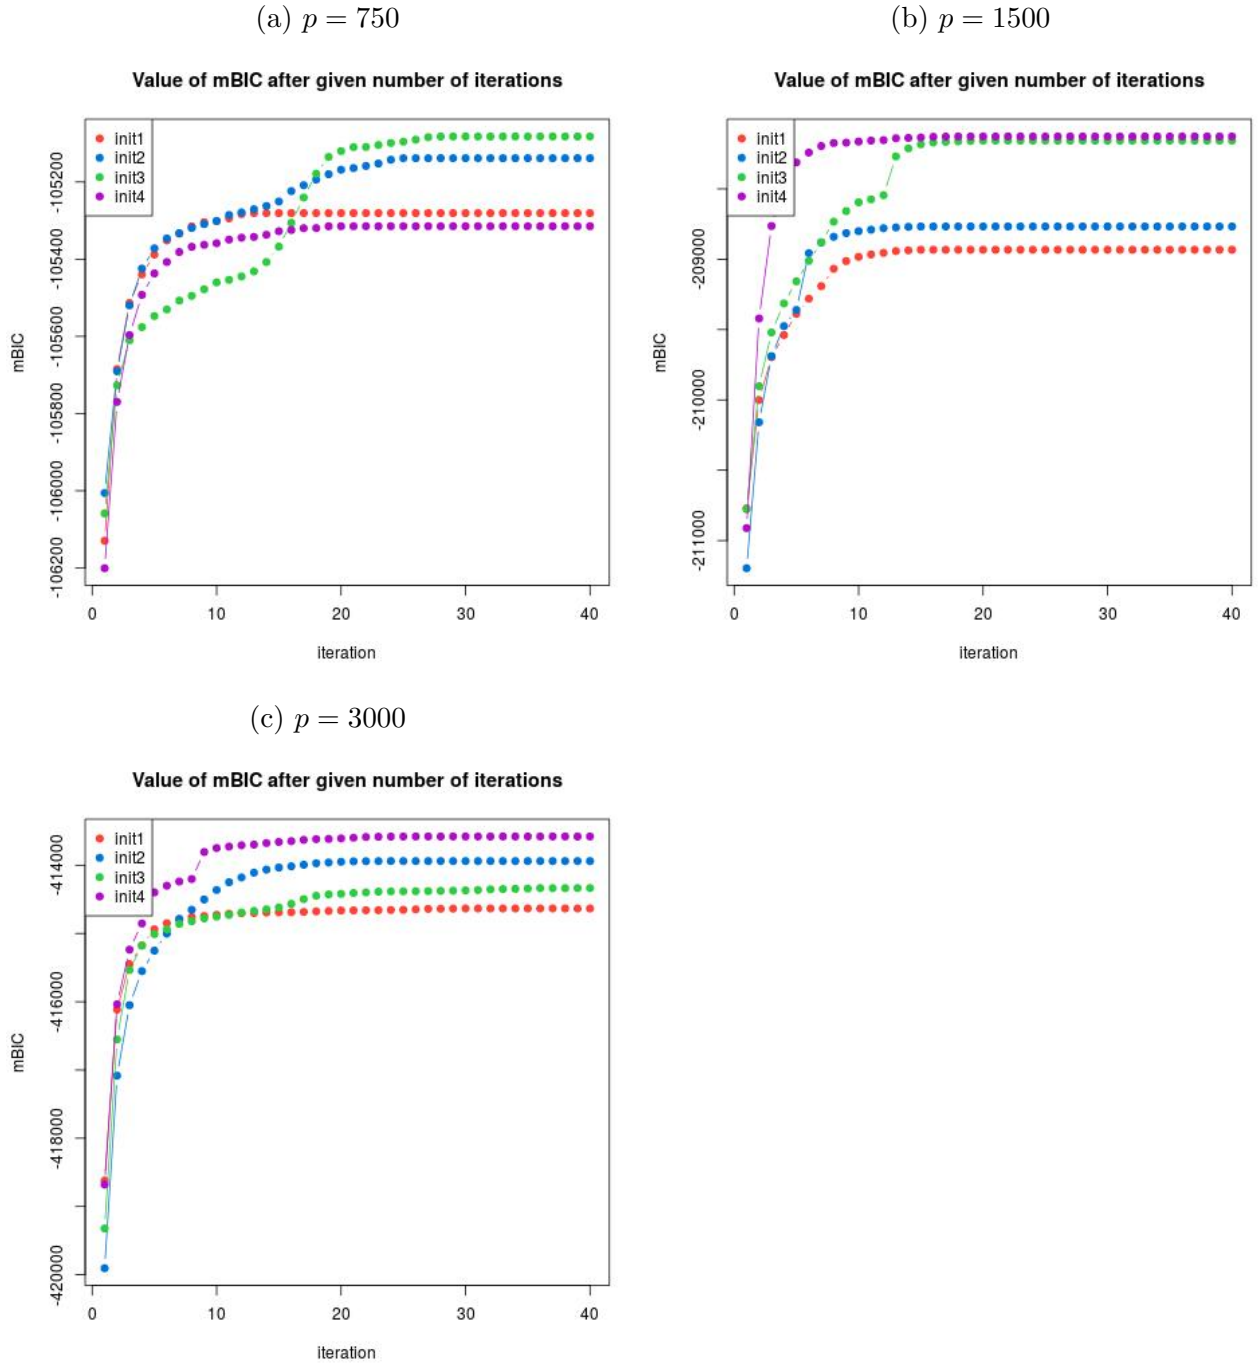 (a) p = 750
Value of mBIC after given number of iterations
init1
init2
init3
init4
-105200
-105400
-105600
-105800
-106000
-106200
mBIC
0 10 20 30 40
iteration
(b) p = 1500
Value of mBIC after given number of iterations
init1
init2
init3
init4
-209000
-210000
-211000
mBIC
0 10 20 30 40
iteration
(c) p = 3000
Value of mBIC after given number of iterations
init1
init2
init3
init4
-414000
-416000
-418000
-420000
mBIC
0 10 20 30 40
iteration